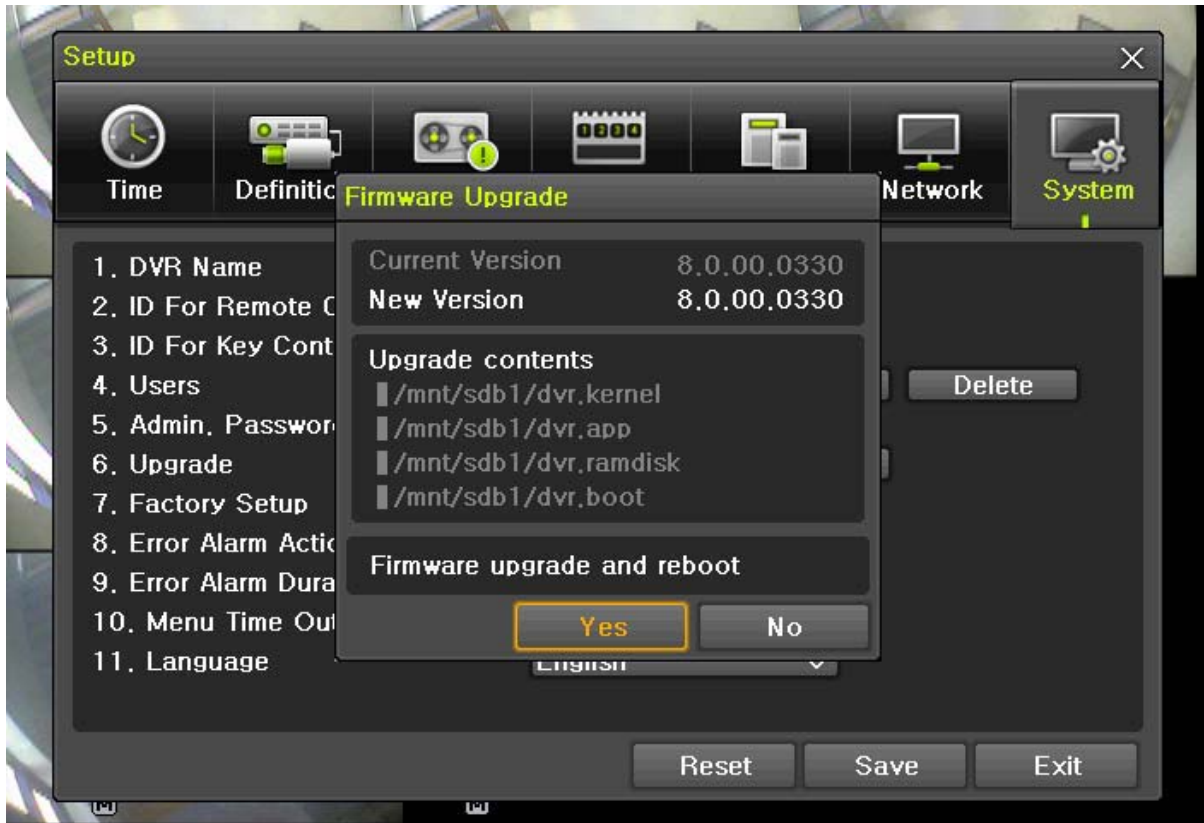 Setup
Time
Definitio
Network
System
Firmware Upgrade
Current Version 8.0.00.0330
New Version 8.0.00.0330
Upgrade contents
/mnt/sdb1/dvr.kernel
/mnt/sdb1/dvr.app
/mnt/sdb1/dvr.ramdisk
/mnt/sdb1/dvr.boot
Firmware upgrade and reboot
Yes No
1. DVR Name
2. ID For Remote C
3. ID For Key Cont
4. Users Delete
5. Admin. Passwor
6. Upgrade
7. Factory Setup
8. Error Alarm Actio
9. Error Alarm Dura
10. Menu Time Out
11. Language English
Reset Save Exit
M M